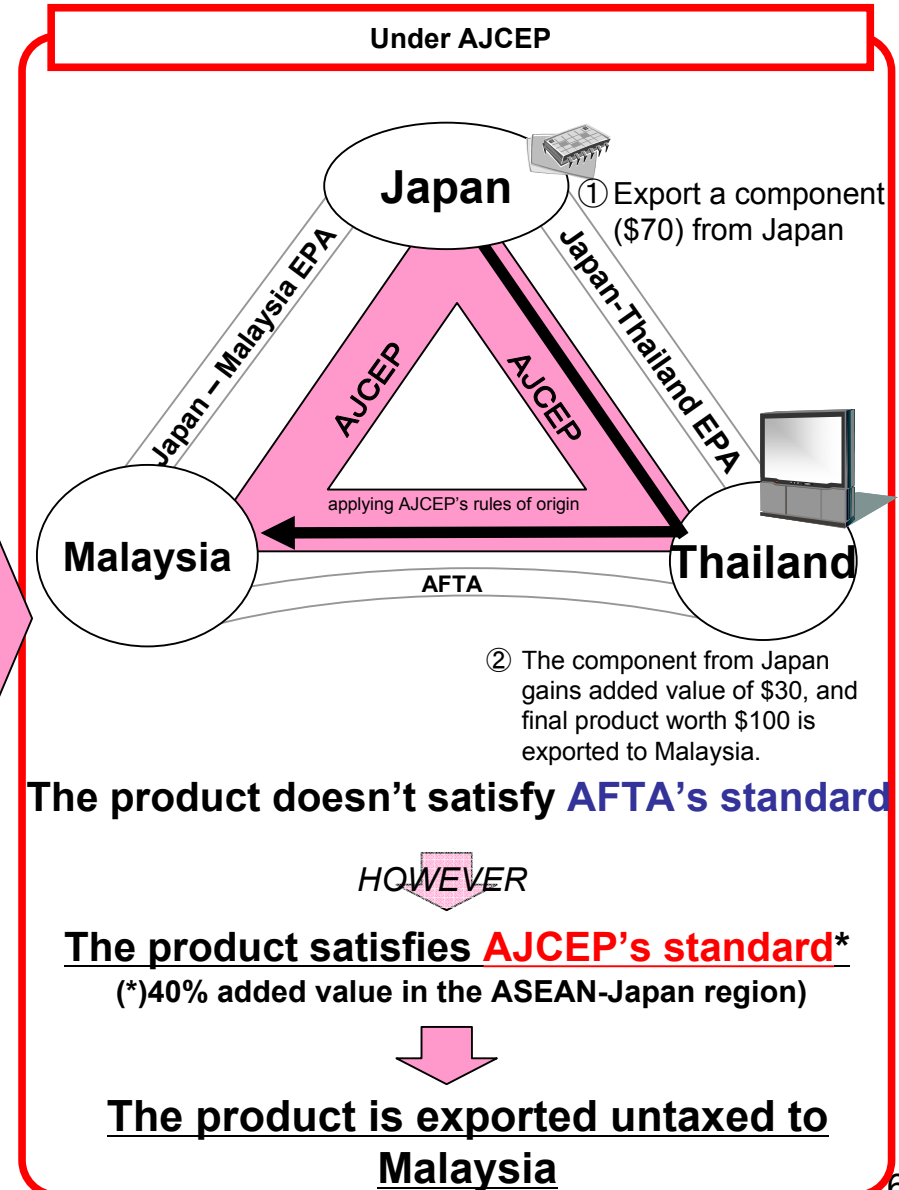 Under AJCEP
Japan
① Export a component
($70) from Japan
Japan – Malaysia EPA
Japan-Thailand EPA
AJCEP
AJCEP
applying AJCEP's rules of origin
Malaysia
Thailand
AFTA
② The component from Japan
gains added value of $30, and
final product worth $100 is
exported to Malaysia.
The product doesn't satisfy AFTA's standard
HOWEVER
The product satisfies AJCEP's standard*
(*)40% added value in the ASEAN-Japan region)
The product is exported untaxed to
Malaysia
6